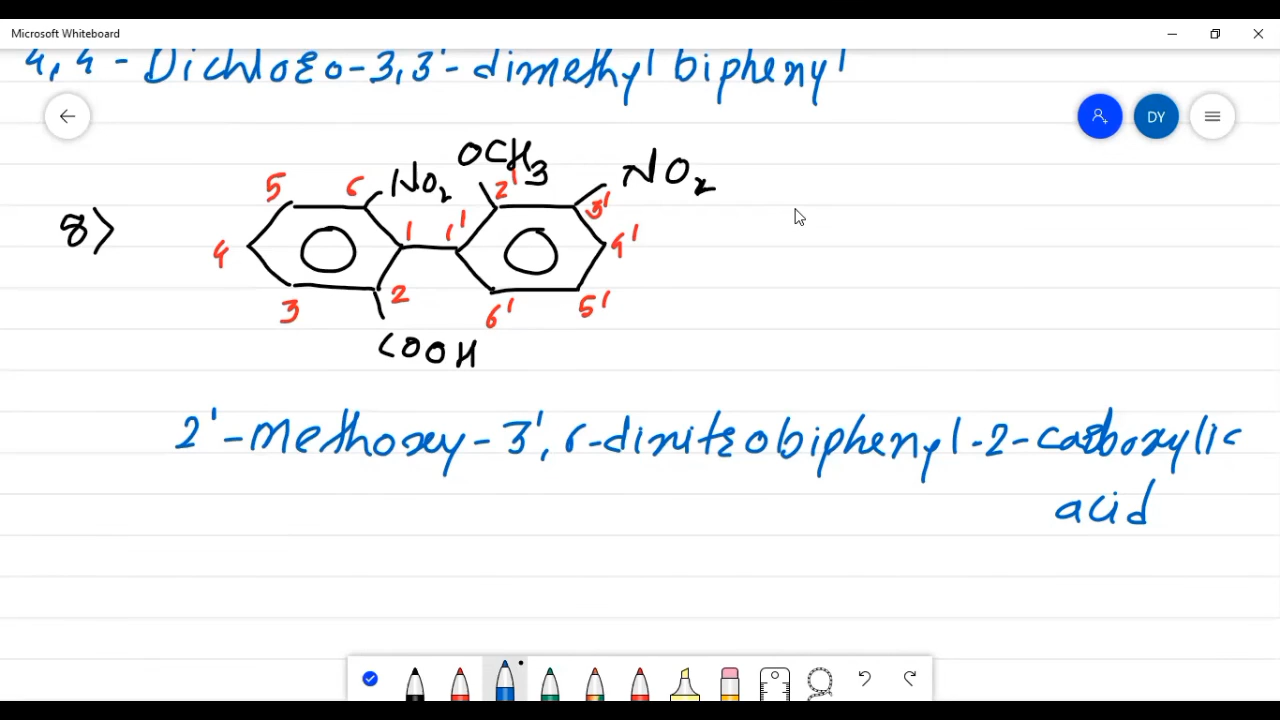 Microsoft Whiteboard
4,4-Dichloro-3,3'-dimethyl biphenyl
DY
8>
5 6 NO2 OCH3 2' NO2 3'
4 1 1' 4'
3 2 6' 5'
COOH
2'-methoxy-3',6-dinitrobiphenyl-2-carboxylic
acid